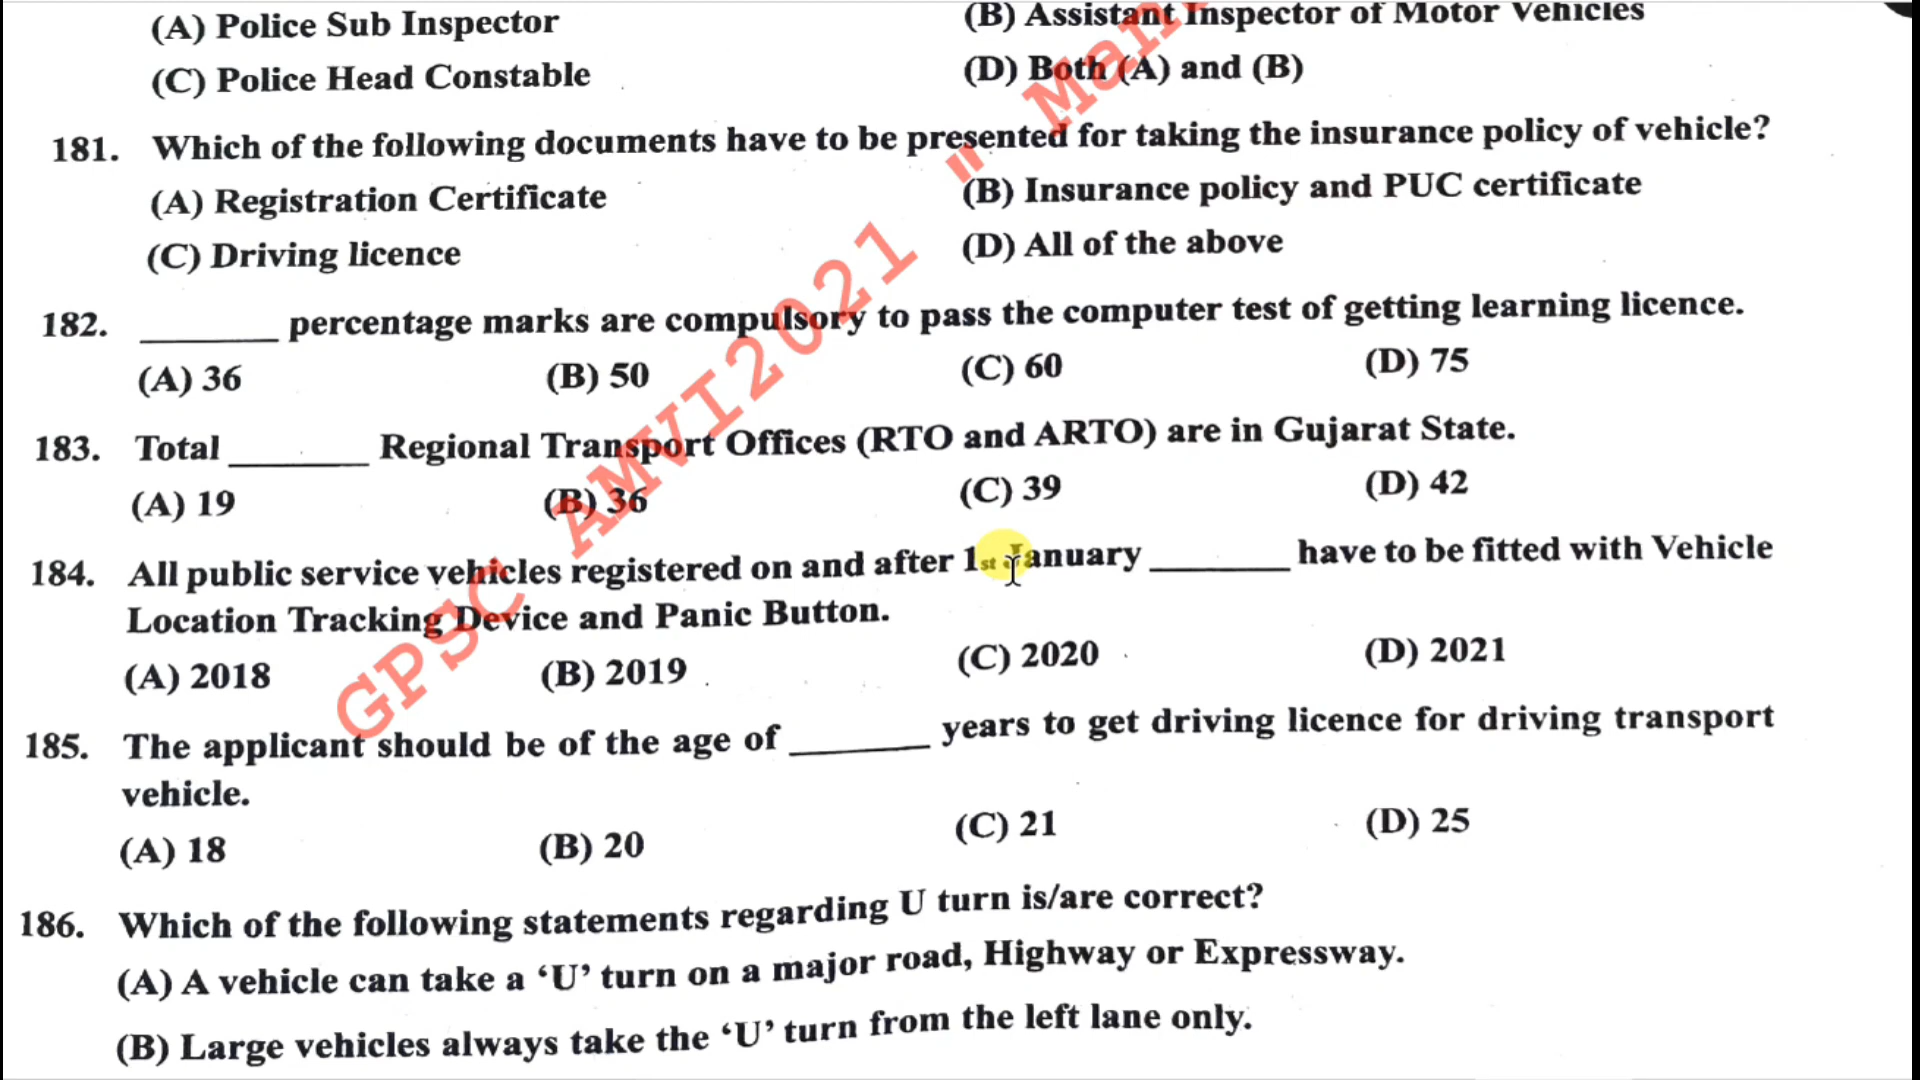 (A) Police Sub Inspector
(B) Assistant Inspector of Motor Vehicles
(C) Police Head Constable
(D) Both (A) and (B)
181. Which of the following documents have to be presented for taking the insurance policy of vehicle?
(A) Registration Certificate
(B) Insurance policy and PUC certificate
(C) Driving licence
(D) All of the above
182. ________ percentage marks are compulsory to pass the computer test of getting learning licence.
(A) 36
(B) 50
(C) 60
(D) 75
183. Total ________ Regional Transport Offices (RTO and ARTO) are in Gujarat State.
(A) 19
(B) 36
(C) 39
(D) 42
184. All public service vehicles registered on and after 1st January ________ have to be fitted with Vehicle
Location Tracking Device and Panic Button.
(A) 2018
(B) 2019
(C) 2020
(D) 2021
185. The applicant should be of the age of ________ years to get driving licence for driving transport
vehicle.
(A) 18
(B) 20
(C) 21
(D) 25
186. Which of the following statements regarding U turn is/are correct?
(A) A vehicle can take a ‘U’ turn on a major road, Highway or Expressway.
(B) Large vehicles always take the ‘U’ turn from the left lane only.
GPSC AMVI2021 "